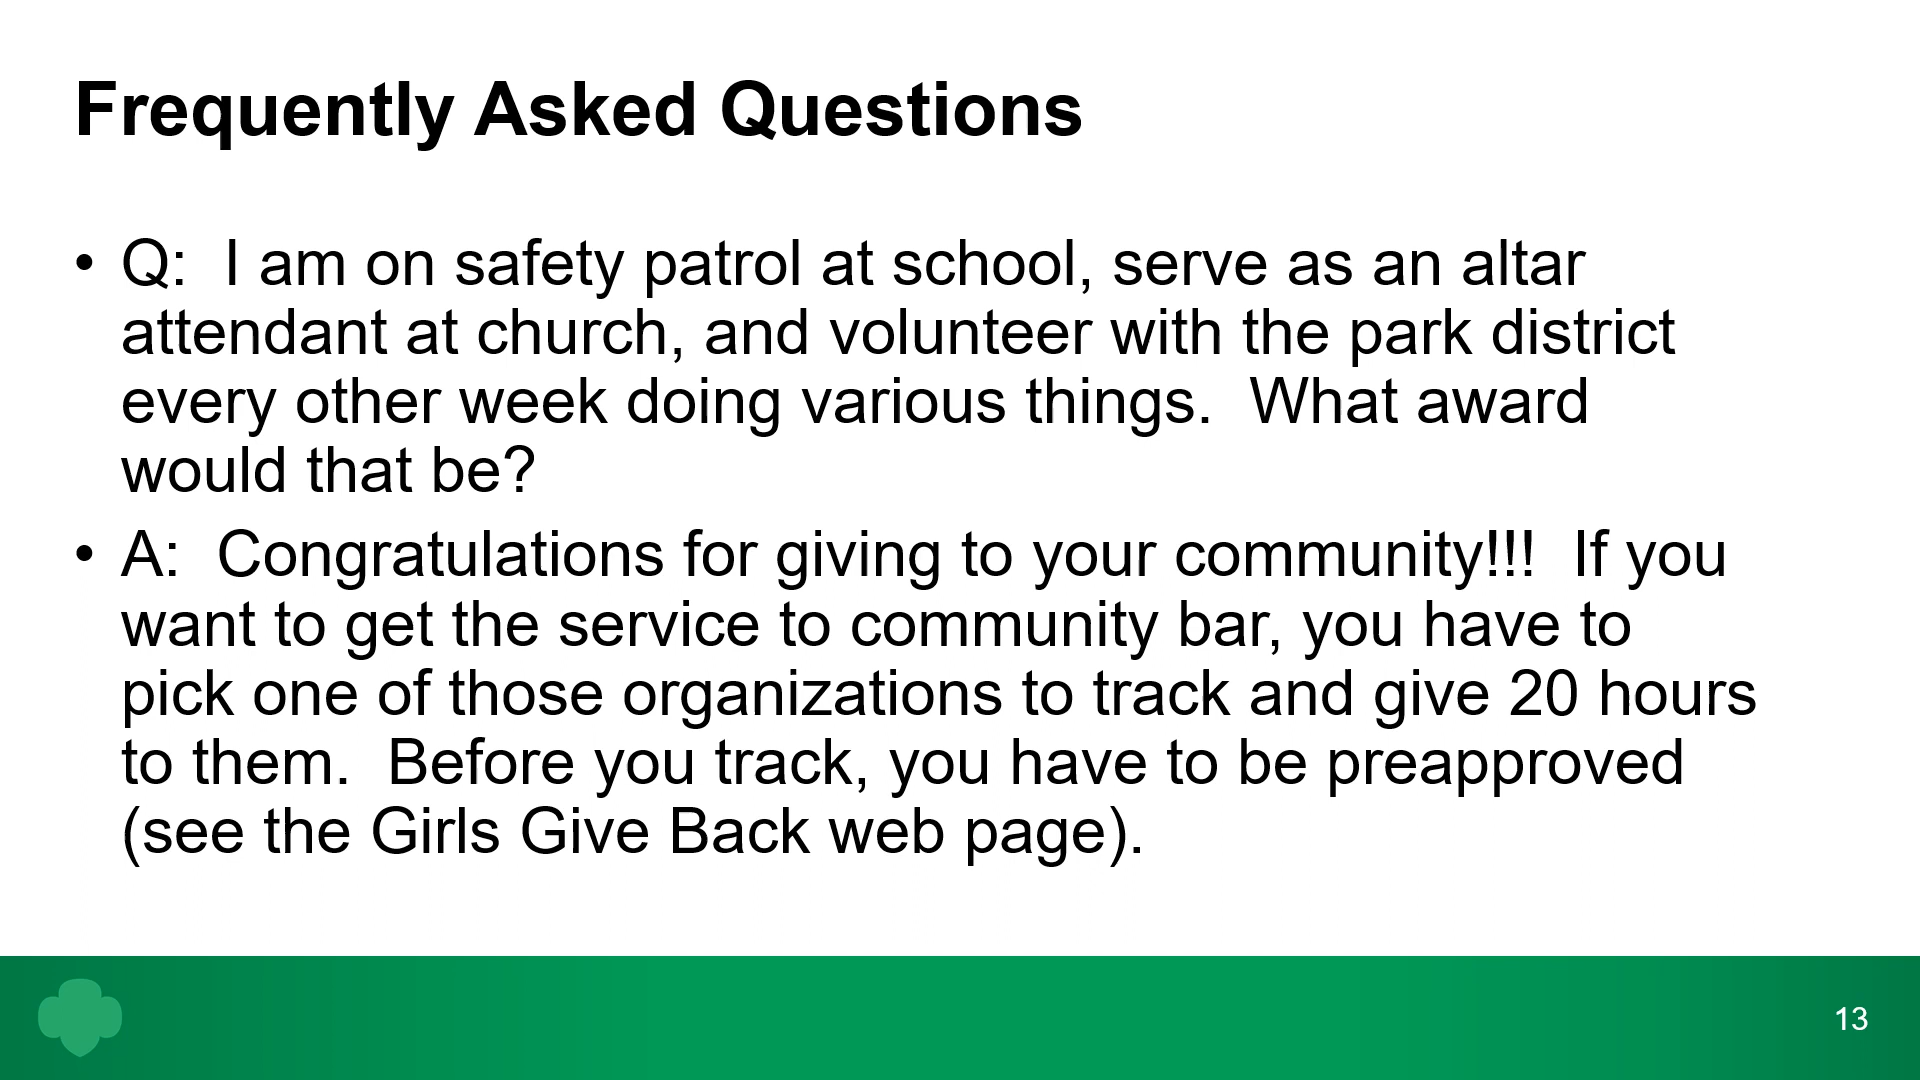 Frequently Asked Questions
• Q:  I am on safety patrol at school, serve as an altar
attendant at church, and volunteer with the park district
every other week doing various things.  What award
would that be?
• A:  Congratulations for giving to your community!!!  If you
want to get the service to community bar, you have to
pick one of those organizations to track and give 20 hours
to them.  Before you track, you have to be preapproved
(see the Girls Give Back web page).
13